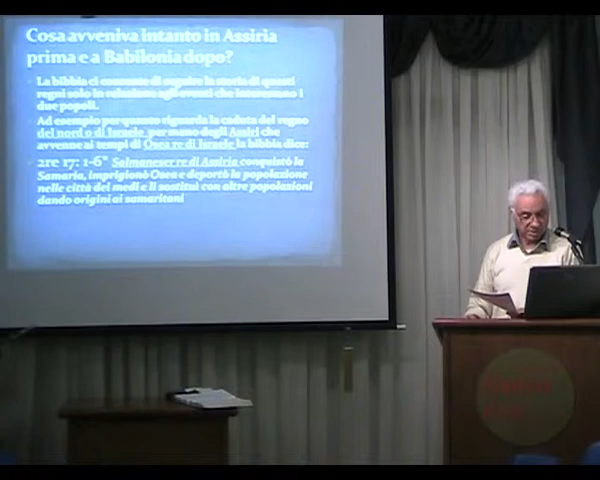 Cosa avveniva intanto in Assiria
prima e a Babilonia dopo?
La bibbia ci consente di seguire la storia di questi
regni solo in relazione agli eventi che interessano i
due popoli.
Ad esempio per quanto riguarda la caduta del regno
del nord o di Israele per mano degli Assiri che
avvenne ai tempi di Osea re di Israele la bibbia dice:
2re 17: 1-6" Salmaneser re di Assiria conquistò la
Samaria, imprigionò Osea e deportò la popolazione
nelle città dei medi e li sostituì con altre popolazioni
dando origini ai samaritani